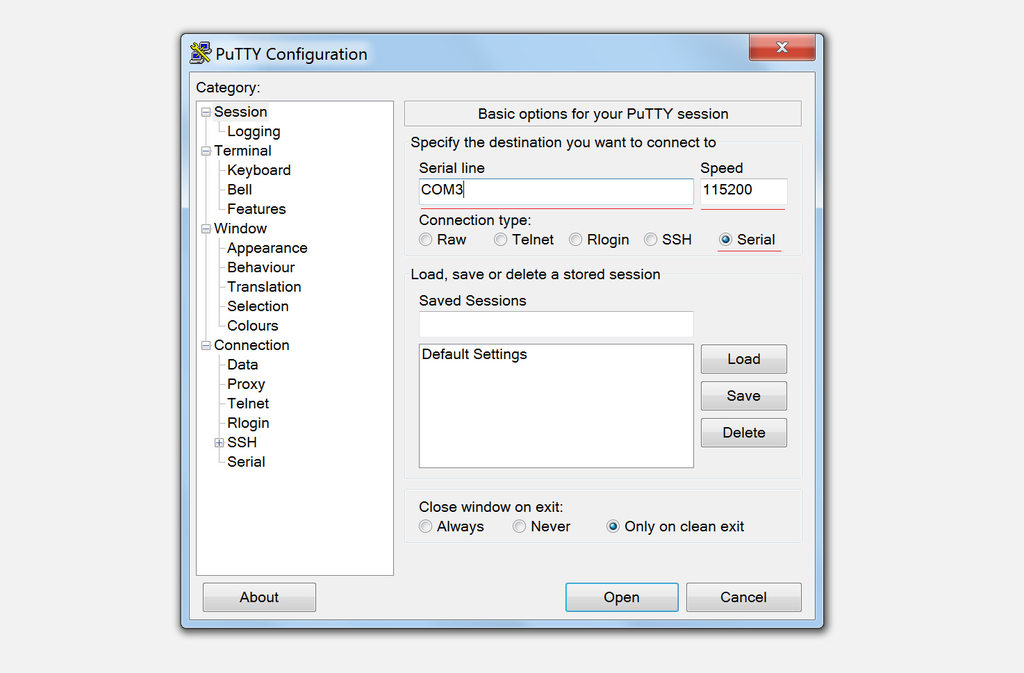 PuTTY Configuration
Category:
Session
Logging
Terminal
Keyboard
Bell
Features
Window
Appearance
Behaviour
Translation
Selection
Colours
Connection
Data
Proxy
Telnet
Rlogin
SSH
Serial
Basic options for your PuTTY session
Specify the destination you want to connect to
Serial line Speed
COM3 115200
Connection type:
Raw Telnet Rlogin SSH Serial
Load, save or delete a stored session
Saved Sessions
Default Settings
Load
Save
Delete
Close window on exit:
Always Never Only on clean exit
About Open Cancel